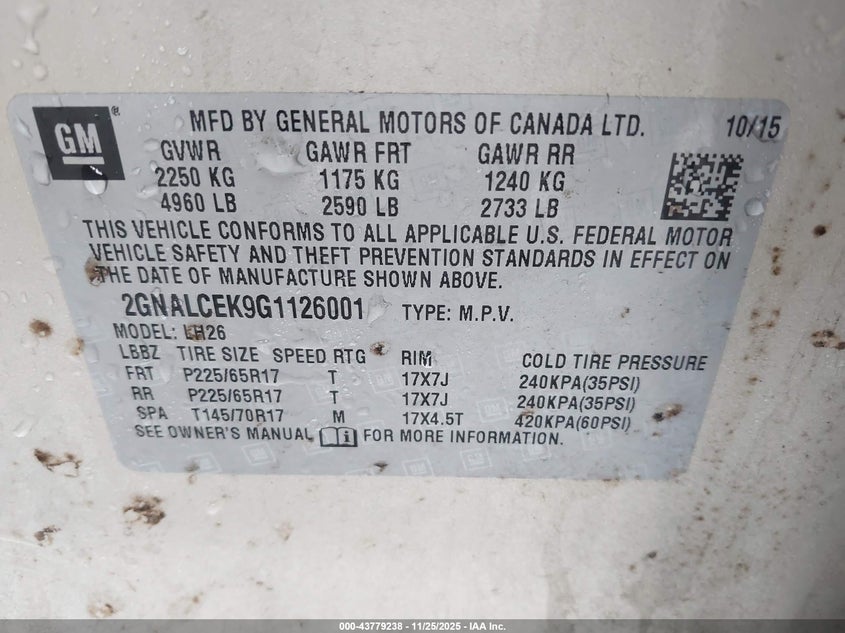 GM ® MFD BY GENERAL MOTORS OF CANADA LTD. 10/15
GVWR GAWR FRT GAWR RR
2250 KG 1175 KG 1240 KG
4960 LB 2590 LB 2733 LB
THIS VEHICLE CONFORMS TO ALL APPLICABLE U.S. FEDERAL MOTOR
VEHICLE SAFETY AND THEFT PREVENTION STANDARDS IN EFFECT ON
THE DATE OF MANUFACTURE SHOWN ABOVE.
2GNALCEK9G1126001 TYPE: M.P.V.
MODEL: LH26
LBBZ TIRE SIZE SPEED RTG RIM COLD TIRE PRESSURE
FRT P225/65R17 T 17X7J 240KPA(35PSI)
RR P225/65R17 T 17X7J 240KPA(35PSI)
SPA T145/70R17 M 17X4.5T 420KPA(60PSI)
SEE OWNER'S MANUAL FOR MORE INFORMATION.
000-43779238 - 11/25/2025 - IAA Inc.